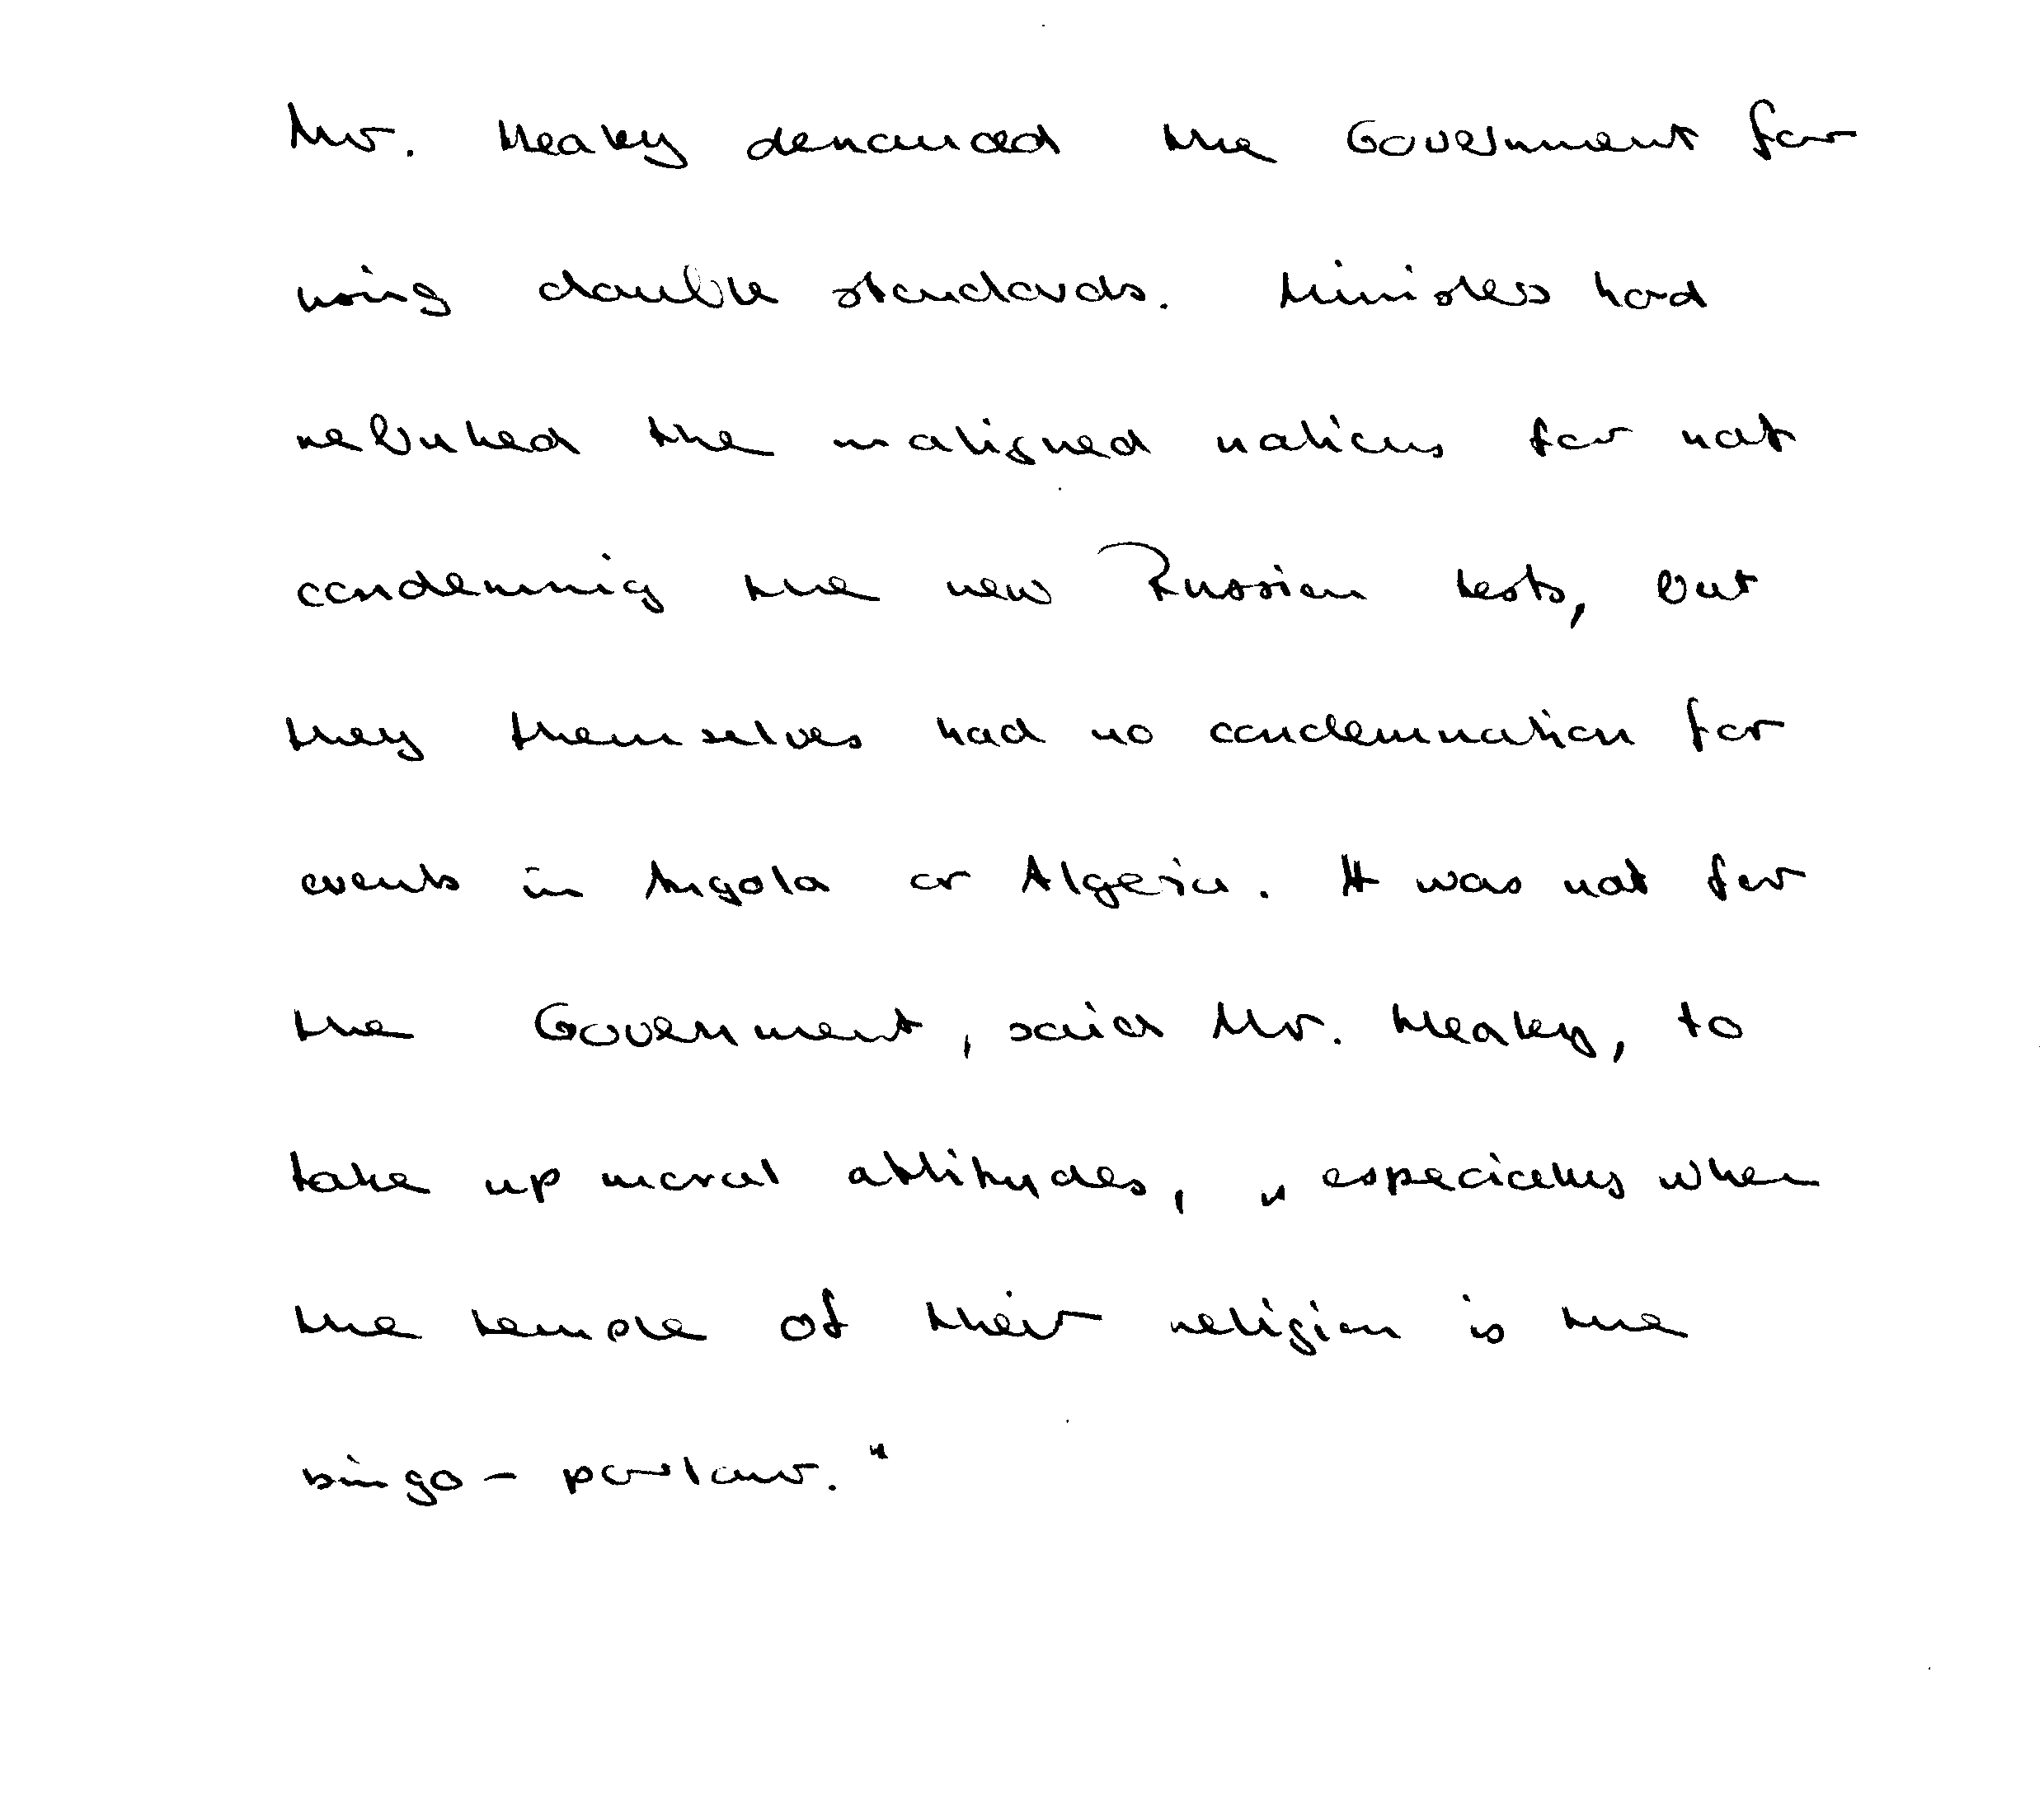 Mr. Healey denounced the Government for
using double standards. Ministers had
rebuked the maligned nations for not
condemning the new Russian tests, but
they themselves had no condemnation for
events in Angola or Algeria. It was not for
the Government, said Mr. Healey, to
take up moral attitudes, "especially when
the temple of their religion is the
bingo-parlour."